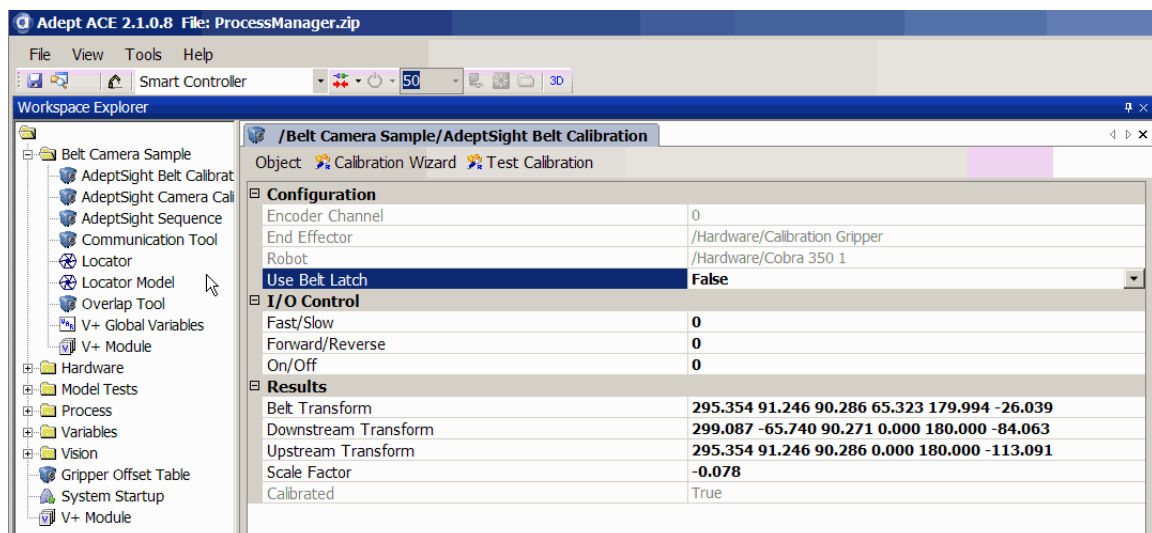 Adept ACE 2.1.0.8 File: ProcessManager.zip
File View Tools Help
Smart Controller 50 3D
Workspace Explorer
/Belt Camera Sample/AdeptSight Belt Calibration
Object Calibration Wizard Test Calibration
Belt Camera Sample
AdeptSight Belt Calibrat
AdeptSight Camera Cali
AdeptSight Sequence
Communication Tool
Locator
Locator Model
Overlap Tool
V+ Global Variables
V+ Module
Hardware
Model Tests
Process
Variables
Vision
Gripper Offset Table
System Startup
V+ Module
Configuration
Encoder Channel 0
End Effector /Hardware/Calibration Gripper
Robot /Hardware/Cobra 350 1
Use Belt Latch False
I/O Control
Fast/Slow 0
Forward/Reverse 0
On/Off 0
Results
Belt Transform 295.354 91.246 90.286 65.323 179.994 -26.039
Downstream Transform 299.087 -65.740 90.271 0.000 180.000 -84.063
Upstream Transform 295.354 91.246 90.286 0.000 180.000 -113.091
Scale Factor -0.078
Calibrated True